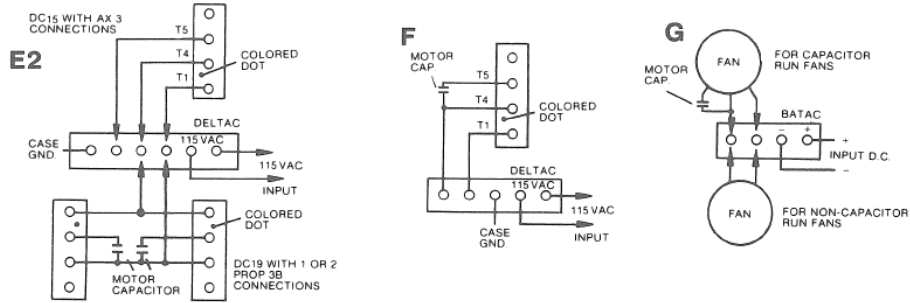 E2
DC15 WITH AX 3
CONNECTIONS
T5
T4
T1
COLORED
DOT
DELTAC
CASE
GND.
115 VAC
115 VAC
INPUT
COLORED
DOT
MOTOR
CAPACITOR
DC19 WITH 1 OR 2
PROP 3B
CONNECTIONS
F
MOTOR
CAP.
T5
T4
T1
COLORED
DOT
DELTAC
115 VAC
115 VAC
CASE
GND.
INPUT
G
FAN
FOR CAPACITOR
RUN FANS
MOTOR
CAP.
BATAC
− +
+
INPUT D.C.
−
FAN
FOR NON-CAPACITOR
RUN FANS